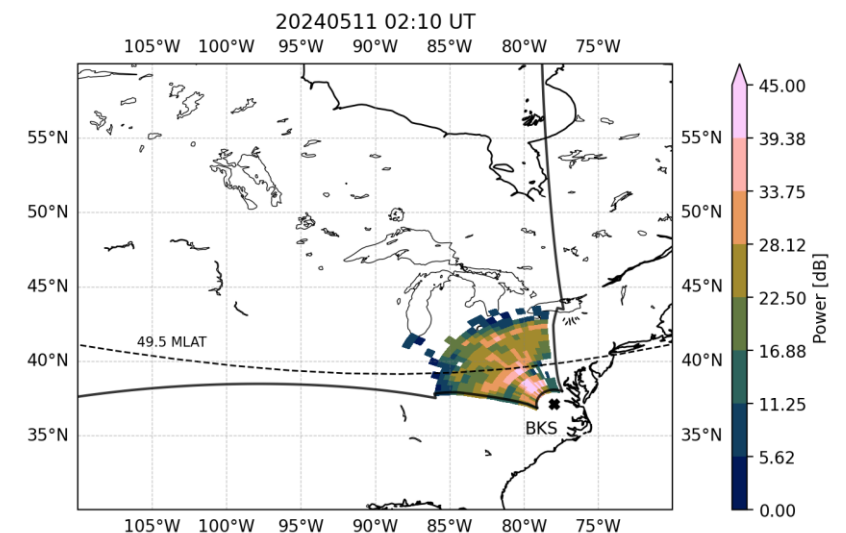 20240511 02:10 UT
105°W 100°W 95°W 90°W 85°W 80°W 75°W
55°N 55°N
50°N 50°N
45°N 45°N
40°N 40°N
35°N 35°N
49.5 MLAT
BKS
105°W 100°W 95°W 90°W 85°W 80°W 75°W
45.00
39.38
33.75
28.12
22.50
16.88
11.25
5.62
0.00
Power [dB]